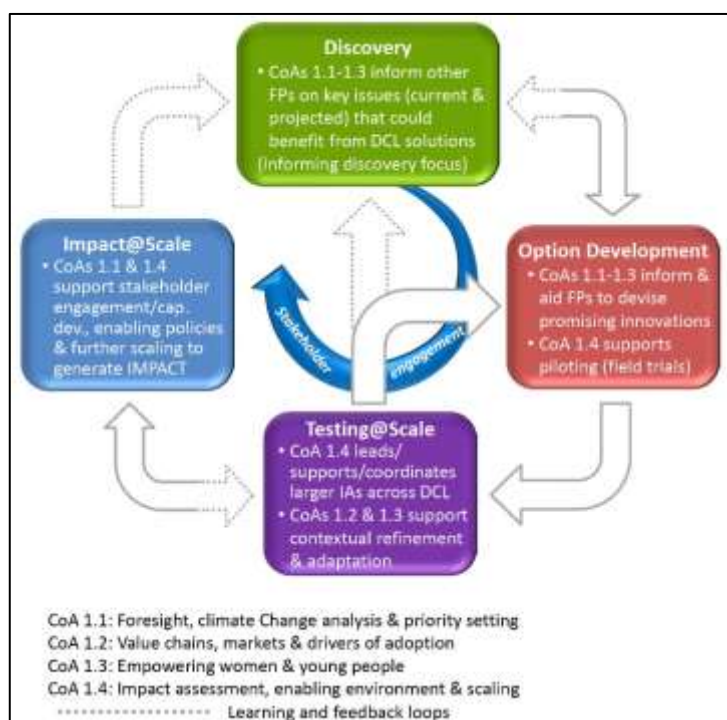 Discovery
• CoAs 1.1-1.3 inform other
FPs on key issues (current &
projected) that could
benefit from DCL solutions
(informing discovery focus)
Impact@Scale
• CoAs 1.1 & 1.4
support stakeholder
engagement/cap.
dev., enabling policies
& further scaling to
generate IMPACT
Option Development
• CoAs 1.1-1.3 inform &
aid FPs to devise
promising innovations
• CoA 1.4 supports
piloting (field trials)
Stakeholder engagement
Testing@Scale
• CoA 1.4 leads/
supports/coordinates
larger IAs across DCL
• CoAs 1.2 & 1.3 support
contextual refinement
& adaptation
CoA 1.1: Foresight, climate Change analysis & priority setting
CoA 1.2: Value chains, markets & drivers of adoption
CoA 1.3: Empowering women & young people
CoA 1.4: Impact assessment, enabling environment & scaling
Learning and feedback loops